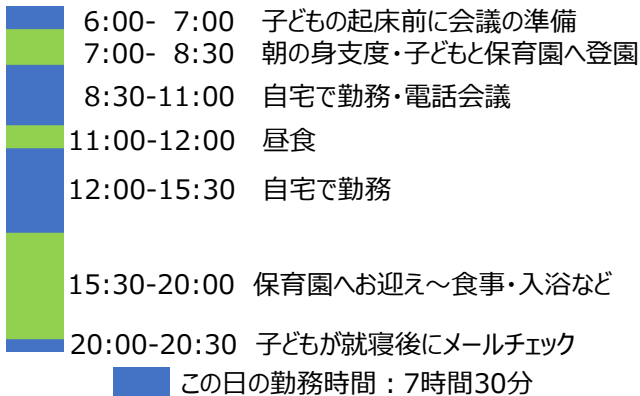 6:00- 7:00 子どもの起床前に会議の準備
7:00- 8:30 朝の身支度・子どもと保育園へ登園
8:30-11:00 自宅で勤務・電話会議
11:00-12:00 昼食
12:00-15:30 自宅で勤務
15:30-20:00 保育園へお迎え～食事・入浴など
20:00-20:30 子どもが就寝後にメールチェック
この日の勤務時間：7時間30分